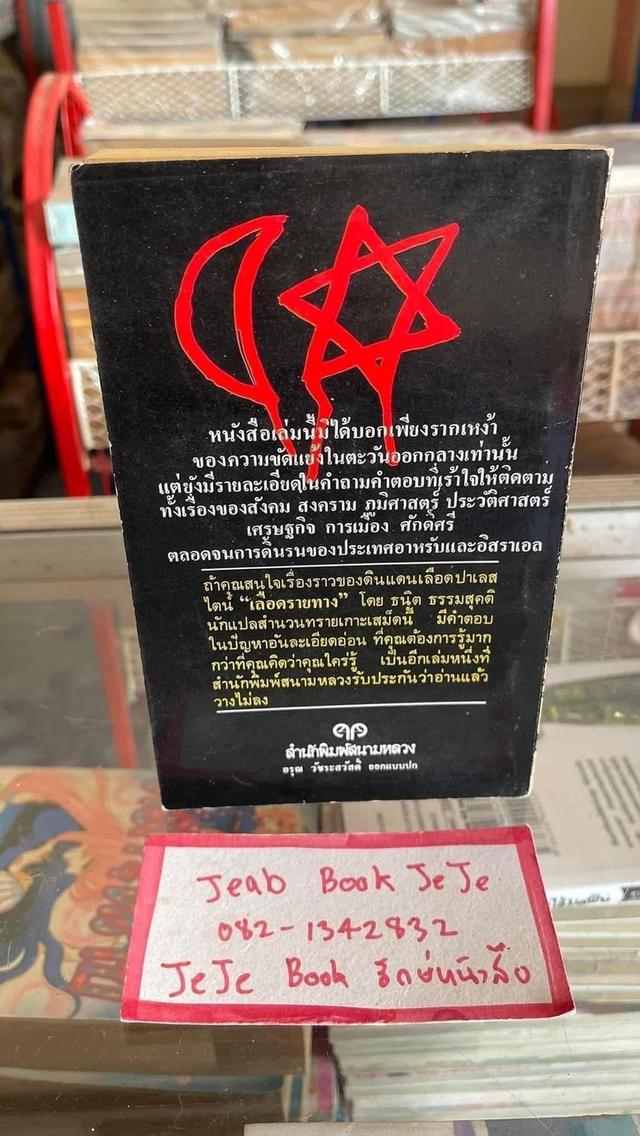 หนังสือเล่มนี้มิได้บอกเพียงรากเหง้า
ของความขัดแย้งในตะวันออกกลางเท่านั้น
แต่ยังมีรายละเอียดในคำถามคำตอบที่เร้าใจให้ติดตาม
ทั้งเรื่องของสังคม สงคราม ภูมิศาสตร์ ประวัติศาสตร์
เศรษฐกิจ การเมือง ศักดิ์ศรี
ตลอดจนการดิ้นรนของประเทศอาหรับและอิสราเอล
ถ้าคุณสนใจเรื่องราวของดินแดนเลือดปาเลส
ไตน์ “เลือดรายทาง” โดย ธนิต ธรรมสุคติ
นักแปลสำนวนทรายเกาะเสม็ดนี้ มีคำตอบ
ในปัญหาอันละเอียดอ่อน ที่คุณต้องการรู้มาก
กว่าที่คุณคิดว่าคุณใคร่รู้ เป็นอีกเล่มหนึ่งที่
สำนักพิมพ์สนามหลวงรับประกันว่าอ่านแล้ว
วางไม่ลง
สำนักพิมพ์สนามหลวง
อรุณ วัชระสวัสดิ์ ออกแบบปก
Jeab Book JeJe
082-1342832
JeJe Book รักษ์หนังสือ